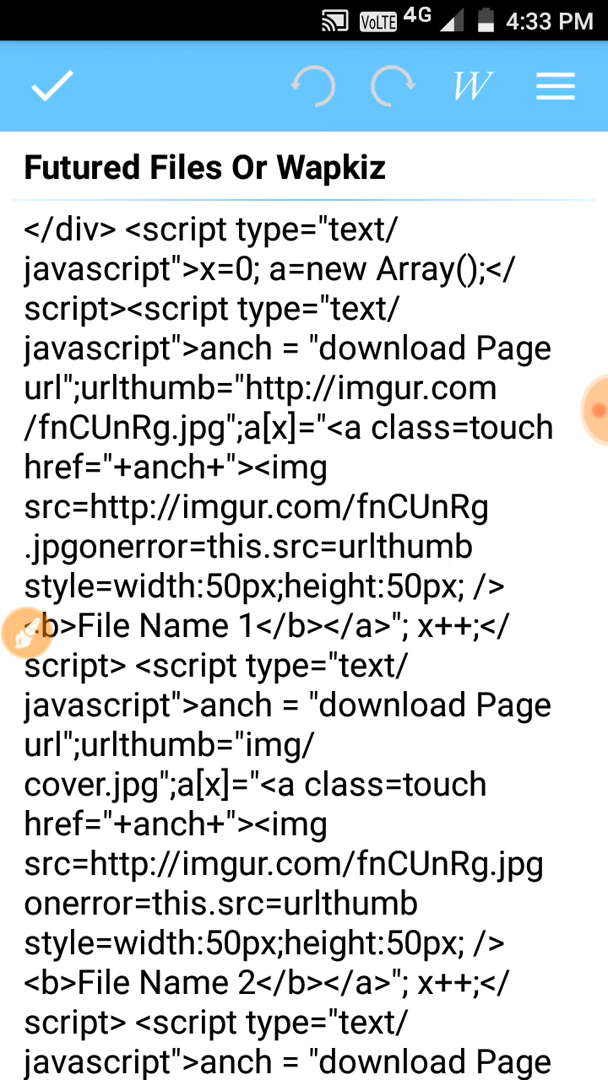 VoLTE 4G 4:33 PM
W
Futured Files Or Wapkiz
</div> <script type="text/
javascript">x=0; a=new Array();</
script><script type="text/
javascript">anch = "download Page
url";urlthumb="http://imgur.com
/fnCUnRg.jpg";a[x]="<a class=touch
href="+anch+"><img
src=http://imgur.com/fnCUnRg
.jpgonerror=this.src=urlthumb
style=width:50px;height:50px; />
<b>File Name 1</b></a>"; x++;</
script> <script type="text/
javascript">anch = "download Page
url";urlthumb="img/
cover.jpg";a[x]="<a class=touch
href="+anch+"><img
src=http://imgur.com/fnCUnRg.jpg
onerror=this.src=urlthumb
style=width:50px;height:50px; />
<b>File Name 2</b></a>"; x++;</
script> <script type="text/
javascript">anch = "download Page